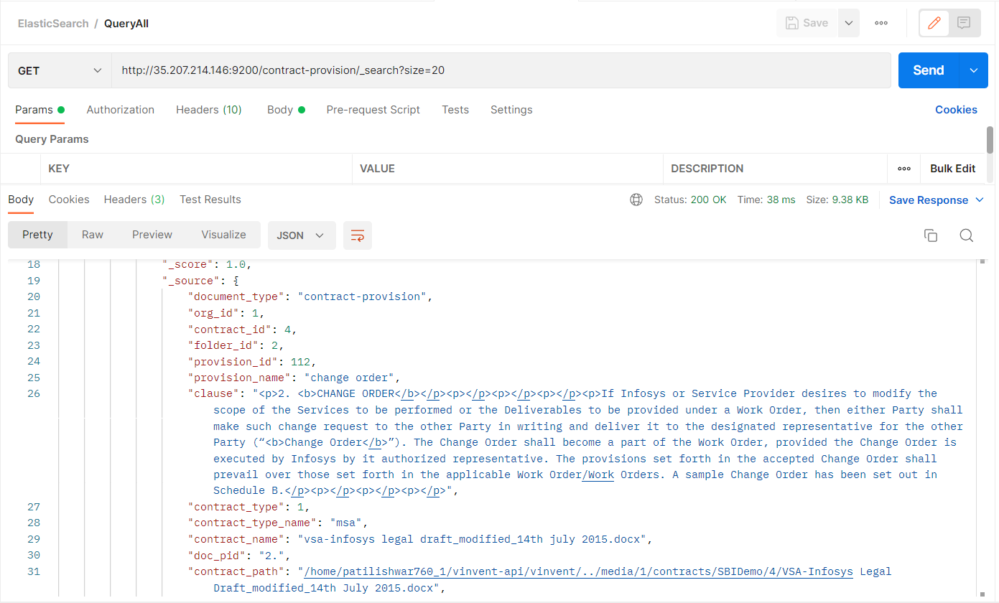 ElasticSearch / QueryAll
Save
GET
http://35.207.214.146:9200/contract-provision/_search?size=20
Send
Params Authorization Headers (10) Body Pre-request Script Tests Settings Cookies
Query Params
KEY VALUE DESCRIPTION Bulk Edit
Body Cookies Headers (3) Test Results Status: 200 OK Time: 38 ms Size: 9.38 KB Save Response
Pretty Raw Preview Visualize JSON
18 "_score": 1.0,
19 "_source": {
20 "document_type": "contract-provision",
21 "org_id": 1,
22 "contract_id": 4,
23 "folder_id": 2,
24 "provision_id": 112,
25 "provision_name": "change order",
26 "clause": "<p>2. <b>CHANGE ORDER</b></p><p></p><p></p><p></p><p>If Infosys or Service Provider desires to modify the
scope of the Services to be performed or the Deliverables to be provided under a Work Order, then either Party shall
make such change request to the other Party in writing and deliver it to the designated representative for the other
Party (“<b>Change Order</b>”). The Change Order shall become a part of the Work Order, provided the Change Order is
executed by Infosys by it authorized representative. The provisions set forth in the accepted Change Order shall
prevail over those set forth in the applicable Work Order/Work Orders. A sample Change Order has been set out in
Schedule B.</p><p></p><p></p><p></p>",
27 "contract_type": 1,
28 "contract_type_name": "msa",
29 "contract_name": "vsa-infosys legal draft_modified_14th july 2015.docx",
30 "doc_pid": "2.",
31 "contract_path": "/home/patilishwar760_1/vinvent-api/vinvent/../media/1/contracts/SBIDemo/4/VSA-Infosys Legal
Draft_modified_14th July 2015.docx",